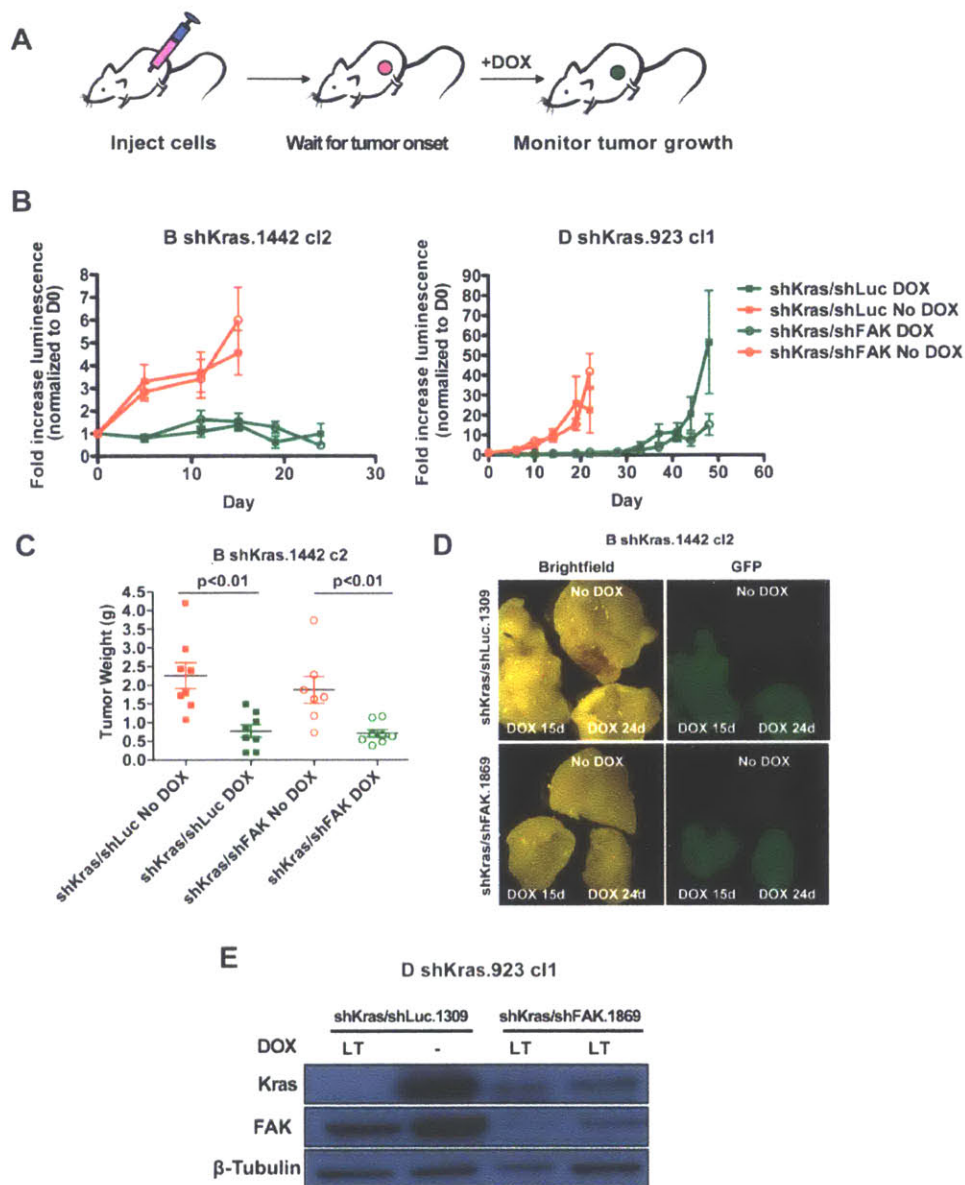 A
+DOX
Inject cells
Wait for tumor onset
Monitor tumor growth
B
B shKras.1442 cl2
Fold increase luminescence
(normalized to D0)
8
7
6
5
4
3
2
1
0
0
10
20
30
Day
D shKras.923 cl1
Fold increase luminescence
(normalized to D0)
90
80
70
60
50
40
30
20
10
0
0
10
20
30
40
50
60
Day
shKras/shLuc DOX
shKras/shLuc No DOX
shKras/shFAK DOX
shKras/shFAK No DOX
C
B shKras.1442 c2
p<0.01
p<0.01
Tumor Weight (g)
4.5
4.0
3.5
3.0
2.5
2.0
1.5
1.0
0.5
0.0
shKras/shLuc No DOX
shKras/shLuc DOX
shKras/shFAK No DOX
shKras/shFAK DOX
D
B shKras.1442 cl2
Brightfield
GFP
shKras/shLuc.1309
No DOX
No DOX
DOX 15d
DOX 24d
DOX 15d
DOX 24d
shKras/shFAK.1869
No DOX
No DOX
DOX 15d
DOX 24d
DOX 15d
DOX 24d
E
D shKras.923 cl1
shKras/shLuc.1309
shKras/shFAK.1869
DOX
LT
-
LT
LT
Kras
FAK
β-Tubulin